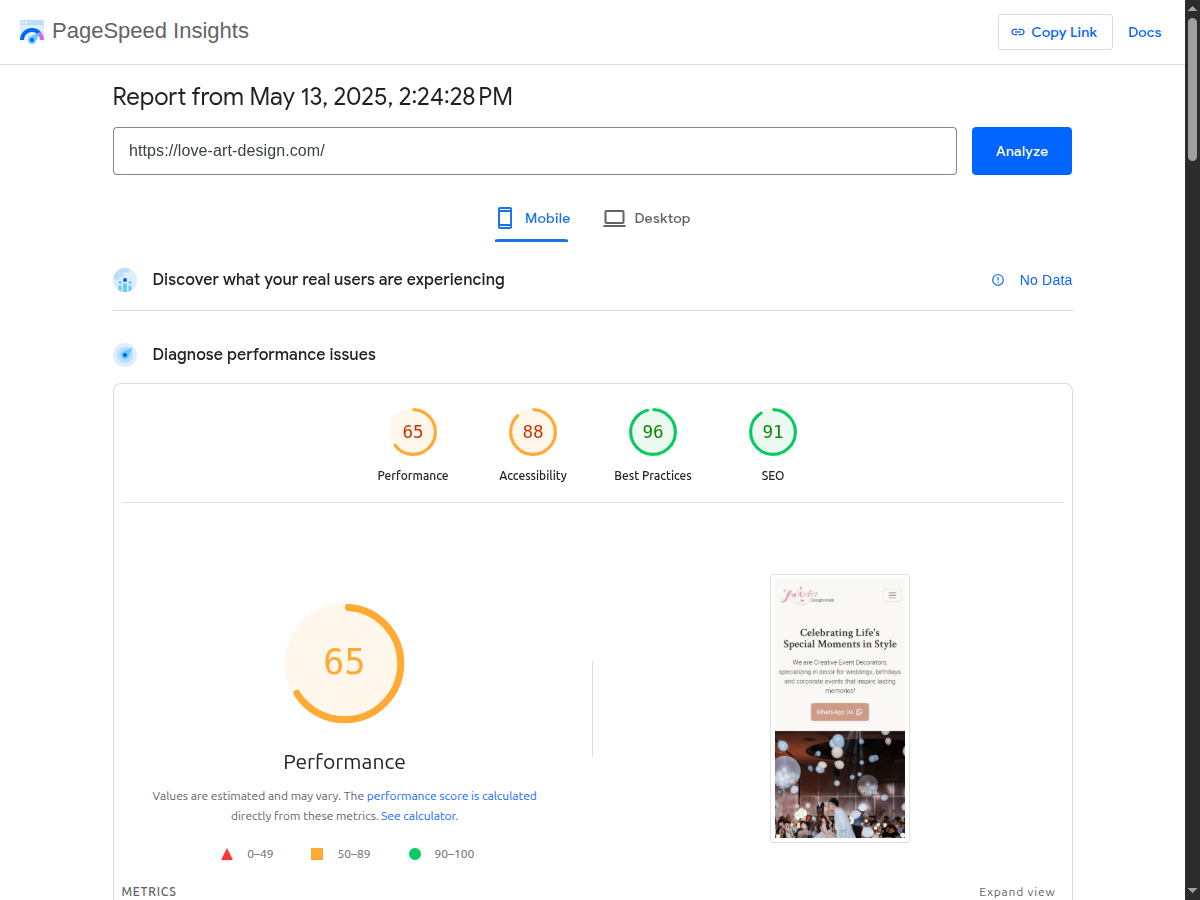 PageSpeed Insights
Copy Link
Docs
Report from May 13, 2025, 2:24:28 PM
https://love-art-design.com/
Analyze
Mobile
Desktop
Discover what your real users are experiencing
No Data
Diagnose performance issues
65
88
96
91
Performance
Accessibility
Best Practices
SEO
65
Performance
Values are estimated and may vary. The performance score is calculated
directly from these metrics. See calculator.
0–49
50–89
90–100
Celebrating Life's
Special Moments in Style
We are Creative Event Decorators,
specializing in decor for weddings, birthdays
and corporate events that inspire lasting
memories!
WhatsApp Us
METRICS
Expand view